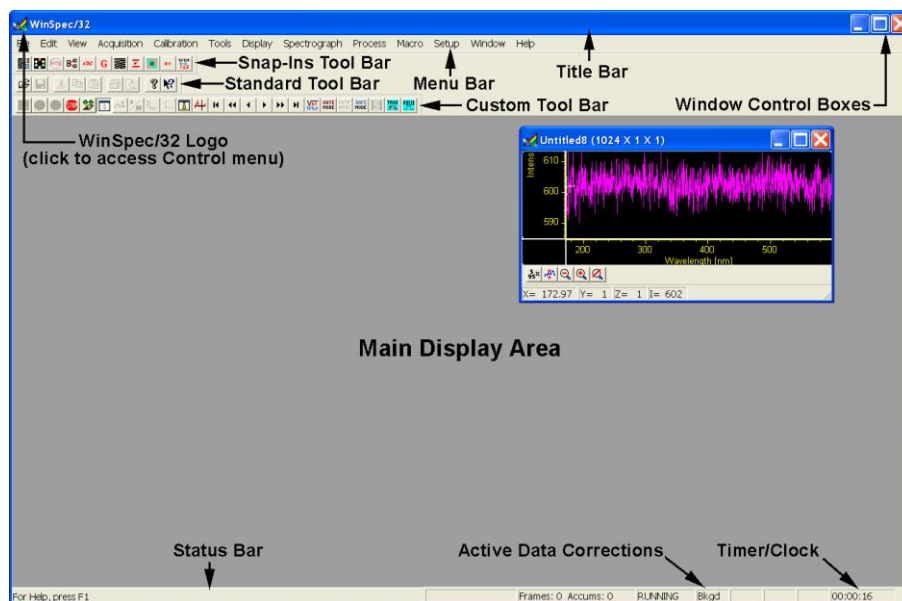 WinSpec/32
File Edit View Acquisition Calibration Tools Display Spectrograph Process Macro Setup Window Help
Snap-Ins Tool Bar
Standard Tool Bar
Menu Bar
Title Bar
Custom Tool Bar
Window Control Boxes
WinSpec/32 Logo
(click to access Control menu)
Untitled8 (1024 X 1 X 1)
Intens
610
600
590
200 300 400 500
Wavelength [nm]
X= 172.97 Y= 1 Z= 1 I= 602
Main Display Area
Status Bar
Active Data Corrections
Timer/Clock
For Help, press F1
Frames: 0 Accums: 0 RUNNING Bkgd 00:00:16